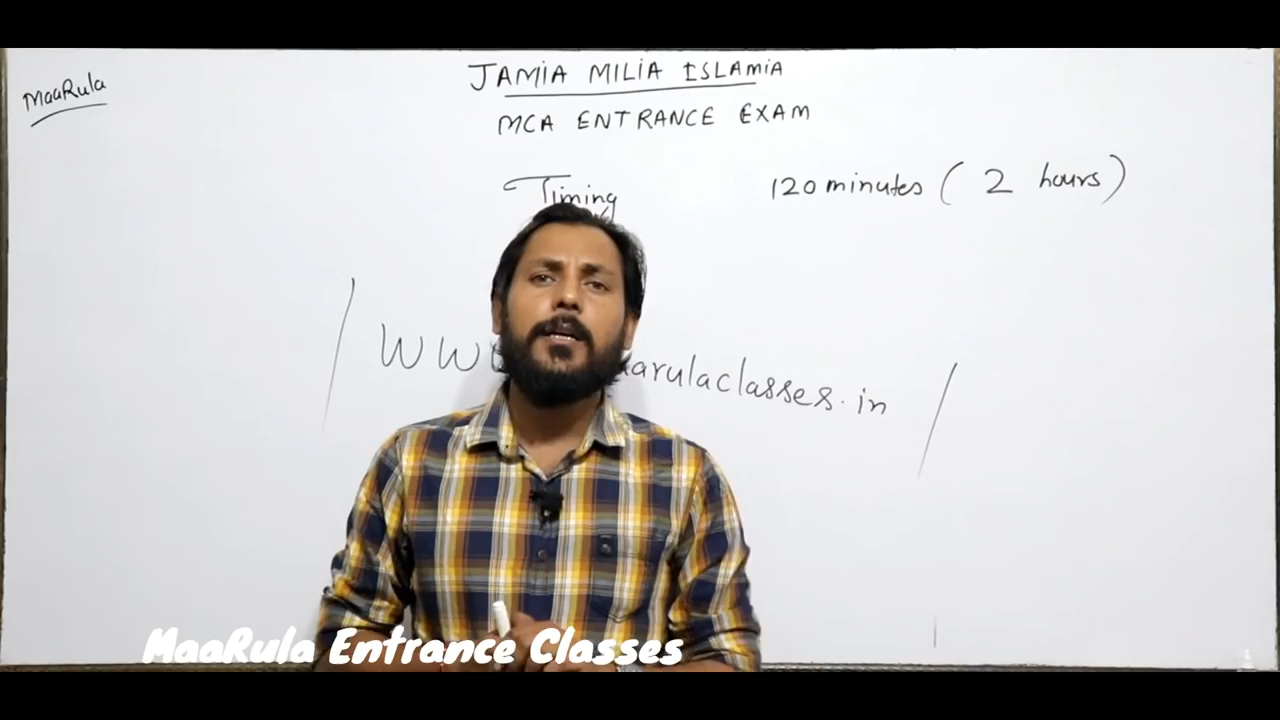 MaaRula
JAMIA MILIA ISLAMIA
MCA ENTRANCE EXAM
Timing 120 minutes ( 2 hours )
/ WW arulaclasses.in /
MaaRula Entrance Classes